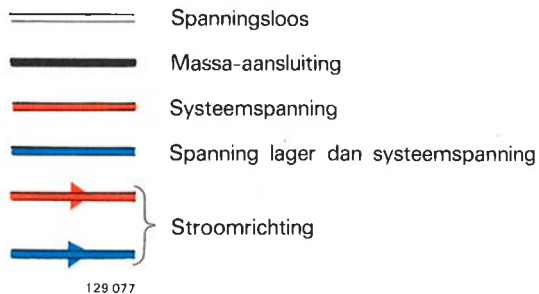 Spanningsloos
Massa-aansluiting
Systeemspanning
Spanning lager dan systeemspanning
Stroomrichting
129 077